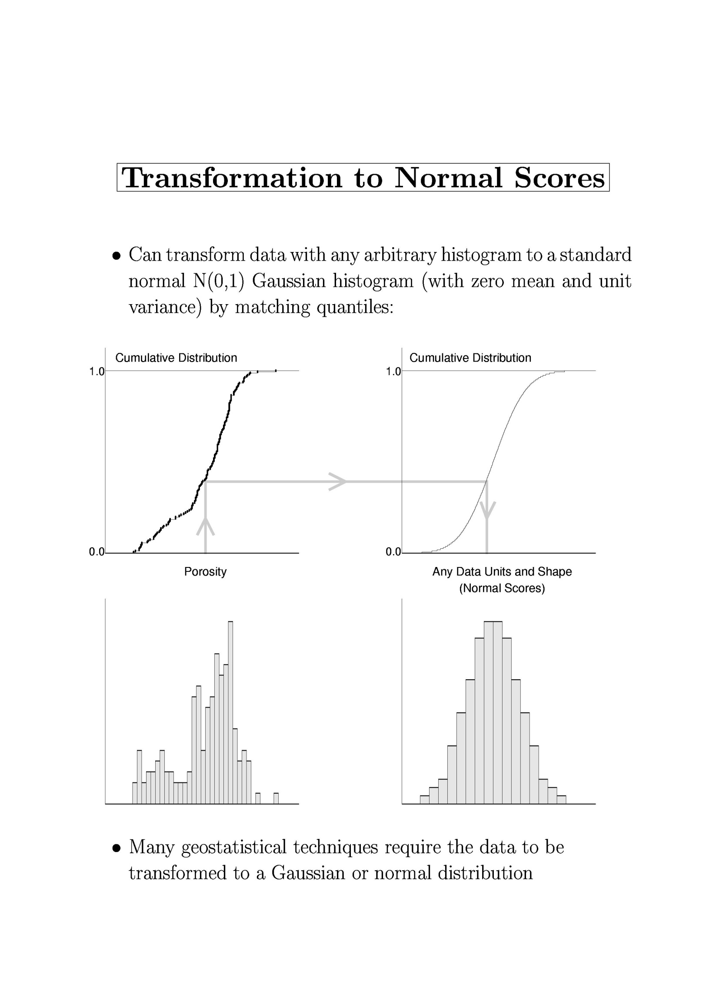 Transformation to Normal Scores
• Can transform data with any arbitrary histogram to a standard
normal N(0,1) Gaussian histogram (with zero mean and unit
variance) by matching quantiles:
Cumulative Distribution
1.0
0.0
Porosity
Cumulative Distribution
1.0
0.0
Any Data Units and Shape
(Normal Scores)
• Many geostatistical techniques require the data to be
transformed to a Gaussian or normal distribution